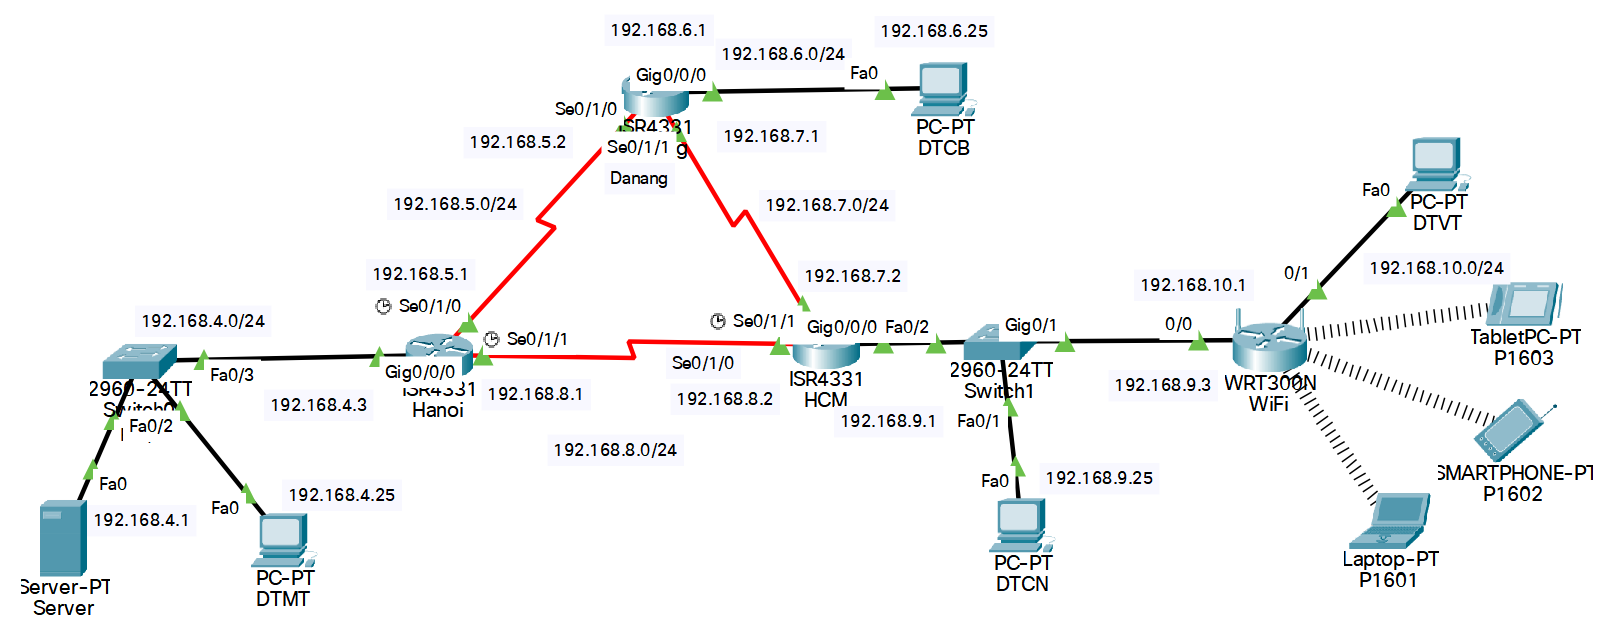 192.168.6.1
192.168.6.25
192.168.6.0/24
Gig0/0/0
Fa0
Se0/1/0
ISR4331
PC-PT
DTCB
192.168.5.2
Se0/1/1
g
192.168.7.1
Danang
Fa0
PC-PT
DTVT
192.168.5.0/24
192.168.7.0/24
192.168.5.1
192.168.7.2
0/1
192.168.10.0/24
192.168.10.1
Se0/1/0
192.168.4.0/24
Se0/1/1
Se0/1/1
Gig0/0/0
Fa0/2
Gig0/1
0/0
TabletPC-PT
P1603
Fa0/3
Gig0/0/0
Se0/1/0
2960-24TT
ISR4331
Hanoi
ISR4331
HCM
2960-24TT
Switch1
192.168.9.3
WRT300N
WiFi
192.168.4.3
192.168.8.1
192.168.8.2
192.168.9.1
Fa0/1
Fa0/2
192.168.8.0/24
SMARTPHONE-PT
P1602
Fa0
192.168.4.1
Fa0
192.168.4.25
Fa0
192.168.9.25
Server-PT
Server
PC-PT
DTMT
PC-PT
DTCN
Laptop-PT
P1601